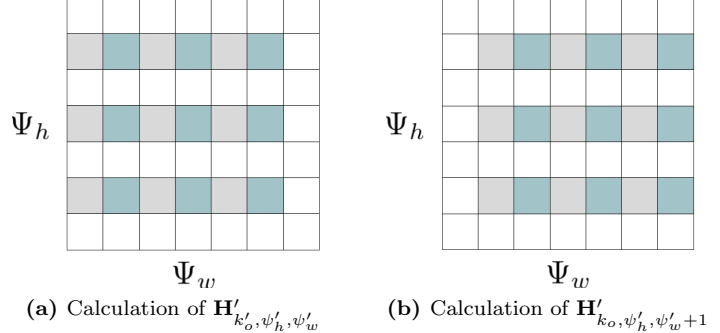 Ψ_h
Ψ_h
Ψ_w
Ψ_w
(a) Calculation of H′_{k′_o,ψ′_h,ψ′_w}
(b) Calculation of H′_{k_o,ψ′_h,ψ′_w+1}